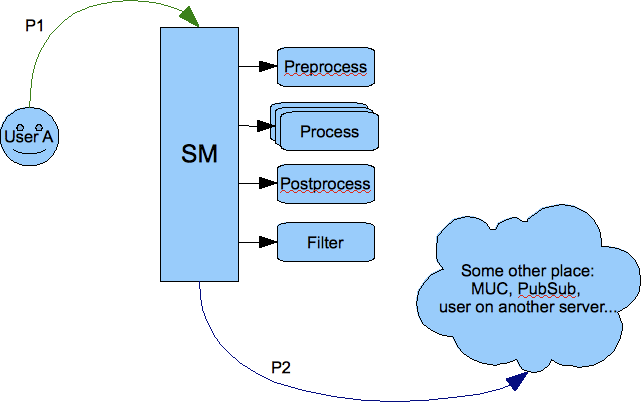 P1
User A
SM
Preprocess
Process
Postprocess
Filter
Some other place:
MUC, PubSub,
user on another server...
P2